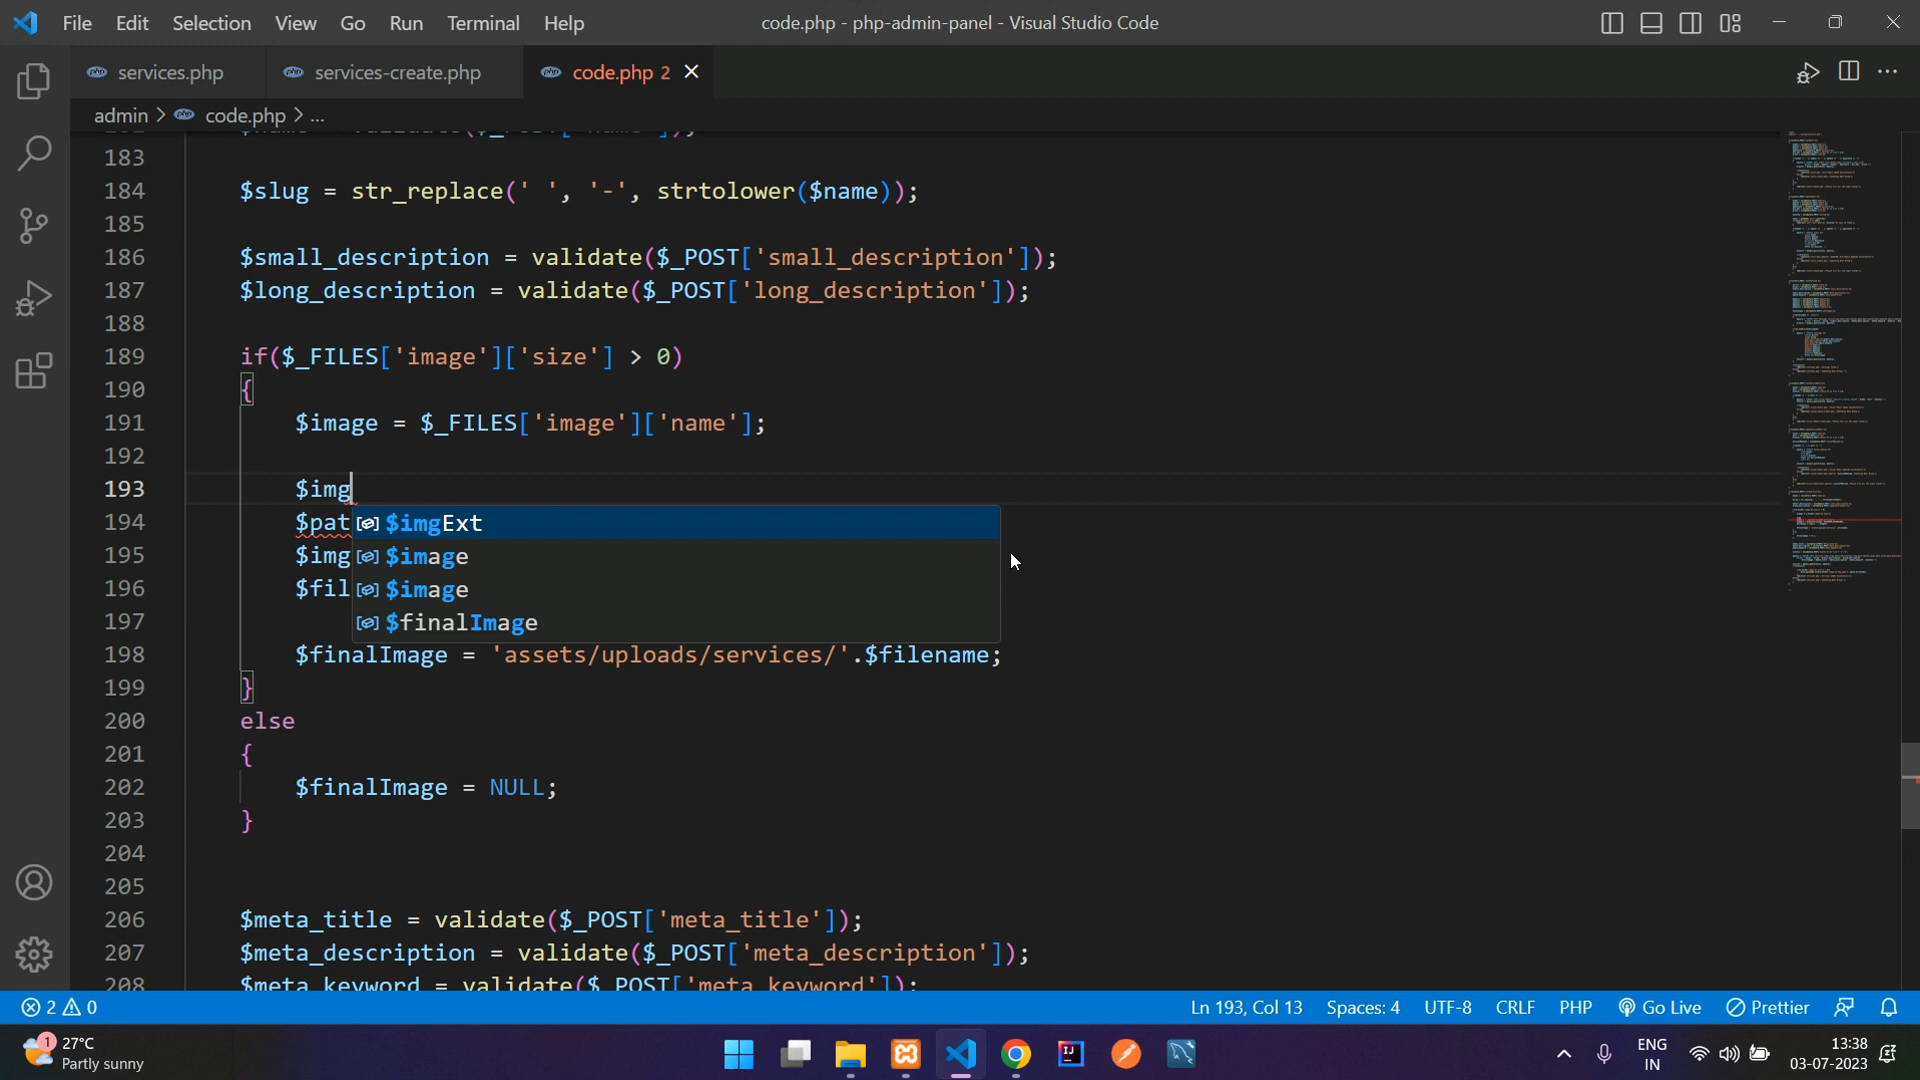 File Edit Selection View Go Run Terminal Help code.php - php-admin-panel - Visual Studio Code
services.php services-create.php code.php 2
admin > code.php > ...
183
184 $slug = str_replace(' ', '-', strtolower($name));
185
186 $small_description = validate($_POST['small_description']);
187 $long_description = validate($_POST['long_description']);
188
189 if($_FILES['image']['size'] > 0)
190 {
191 $image = $_FILES['image']['name'];
192
193 $img
194 $pat $imgExt
195 $img $image
196 $fil $image
197 $finalImage
198 $finalImage = 'assets/uploads/services/'.$filename;
199 }
200 else
201 {
202 $finalImage = NULL;
203 }
204
205
206 $meta_title = validate($_POST['meta_title']);
207 $meta_description = validate($_POST['meta_description']);
208 $meta_keyword = validate($_POST['meta_keyword']);
2 0 Ln 193, Col 13 Spaces: 4 UTF-8 CRLF PHP Go Live Prettier
1 27°C
Partly sunny
ENG
IN
13:38
03-07-2023